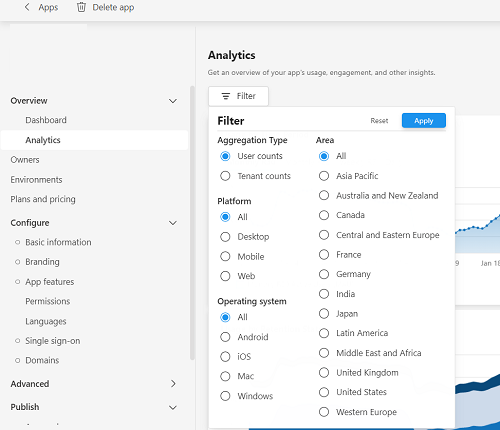 Apps
Delete app
Overview
Dashboard
Analytics
Owners
Environments
Plans and pricing
Configure
Basic information
Branding
App features
Permissions
Languages
Single sign-on
Domains
Advanced
Publish
Analytics
Get an overview of your app's usage, engagement, and other insights.
Filter
Filter
Reset
Apply
Aggregation Type
User counts
Tenant counts
Platform
All
Desktop
Mobile
Web
Operating system
All
Android
iOS
Mac
Windows
Area
All
Asia Pacific
Australia and New Zealand
Canada
Central and Eastern Europe
France
Germany
India
Japan
Latin America
Middle East and Africa
United Kingdom
United States
Western Europe
Jan 18